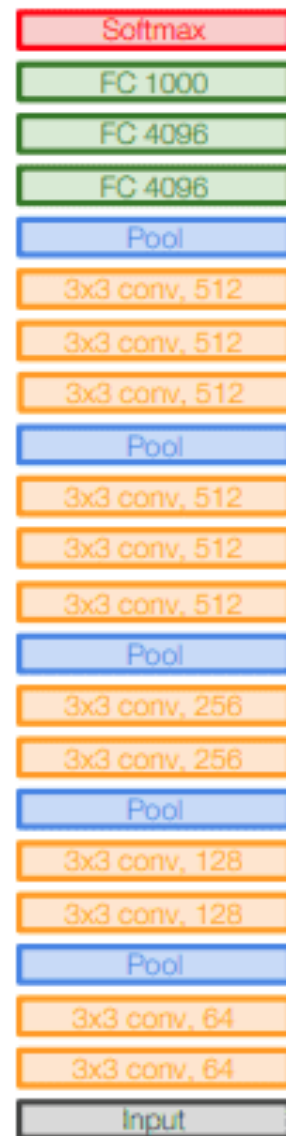 Softmax
FC 1000
FC 4096
FC 4096
Pool
3x3 conv, 512
3x3 conv, 512
3x3 conv, 512
Pool
3x3 conv, 512
3x3 conv, 512
3x3 conv, 512
Pool
3x3 conv, 256
3x3 conv, 256
Pool
3x3 conv, 128
3x3 conv, 128
Pool
3x3 conv, 64
3x3 conv, 64
Input